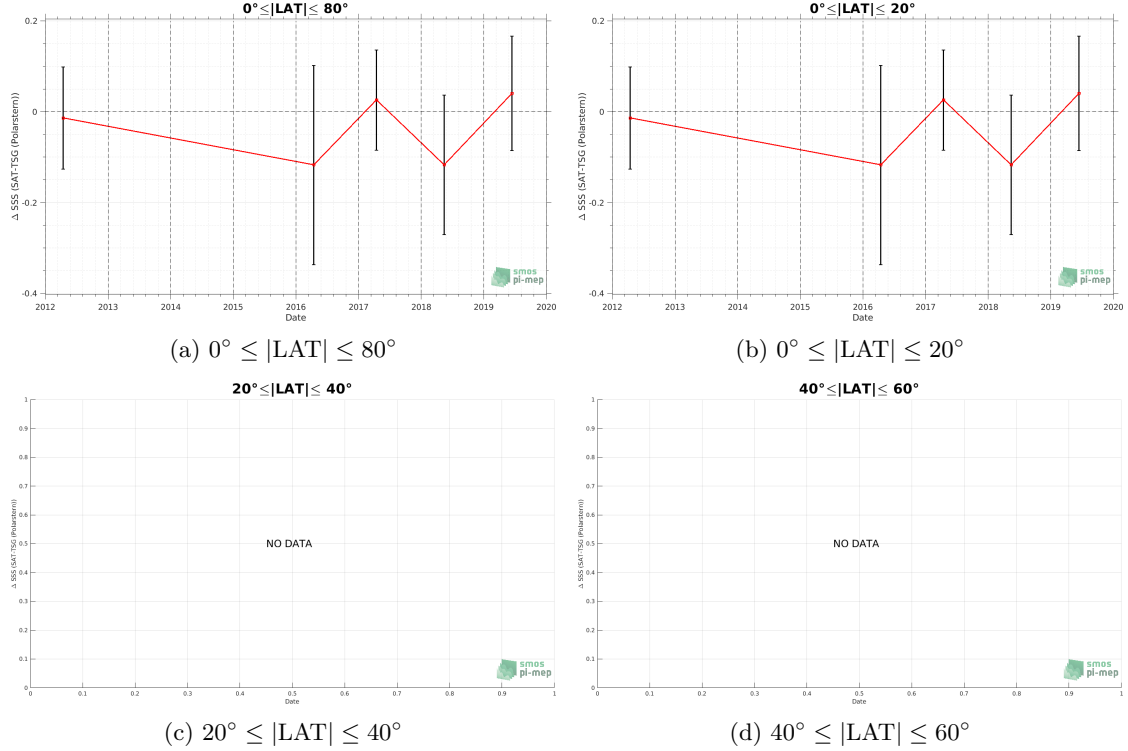 0°≤|LAT|≤ 80°
Δ SSS (SAT-TSG (Polarstern))
0.2
0
-0.2
-0.4
2012 2013 2014 2015 2016 2017 2018 2019 2020
Date
smos
pi-mep
(a) 0° ≤ |LAT| ≤ 80°
0°≤|LAT|≤ 20°
Δ SSS (SAT-TSG (Polarstern))
0.2
0
-0.2
-0.4
2012 2013 2014 2015 2016 2017 2018 2019 2020
Date
smos
pi-mep
(b) 0° ≤ |LAT| ≤ 20°
20°≤|LAT|≤ 40°
Δ SSS (SAT-TSG (Polarstern))
1
0.9
0.8
0.7
0.6
0.5
0.4
0.3
0.2
0.1
0
NO DATA
0 0.1 0.2 0.3 0.4 0.5 0.6 0.7 0.8 0.9 1
Date
smos
pi-mep
(c) 20° ≤ |LAT| ≤ 40°
40°≤|LAT|≤ 60°
Δ SSS (SAT-TSG (Polarstern))
1
0.9
0.8
0.7
0.6
0.5
0.4
0.3
0.2
0.1
0
NO DATA
0 0.1 0.2 0.3 0.4 0.5 0.6 0.7 0.8 0.9 1
Date
smos
pi-mep
(d) 40° ≤ |LAT| ≤ 60°